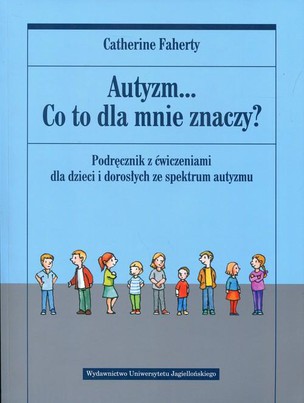 Catherine Faherty
Autyzm...
Co to dla mnie znaczy?
Podręcznik z ćwiczeniami
dla dzieci i dorosłych ze spektrum autyzmu
Wydawnictwo Uniwersytetu Jagiellońskiego